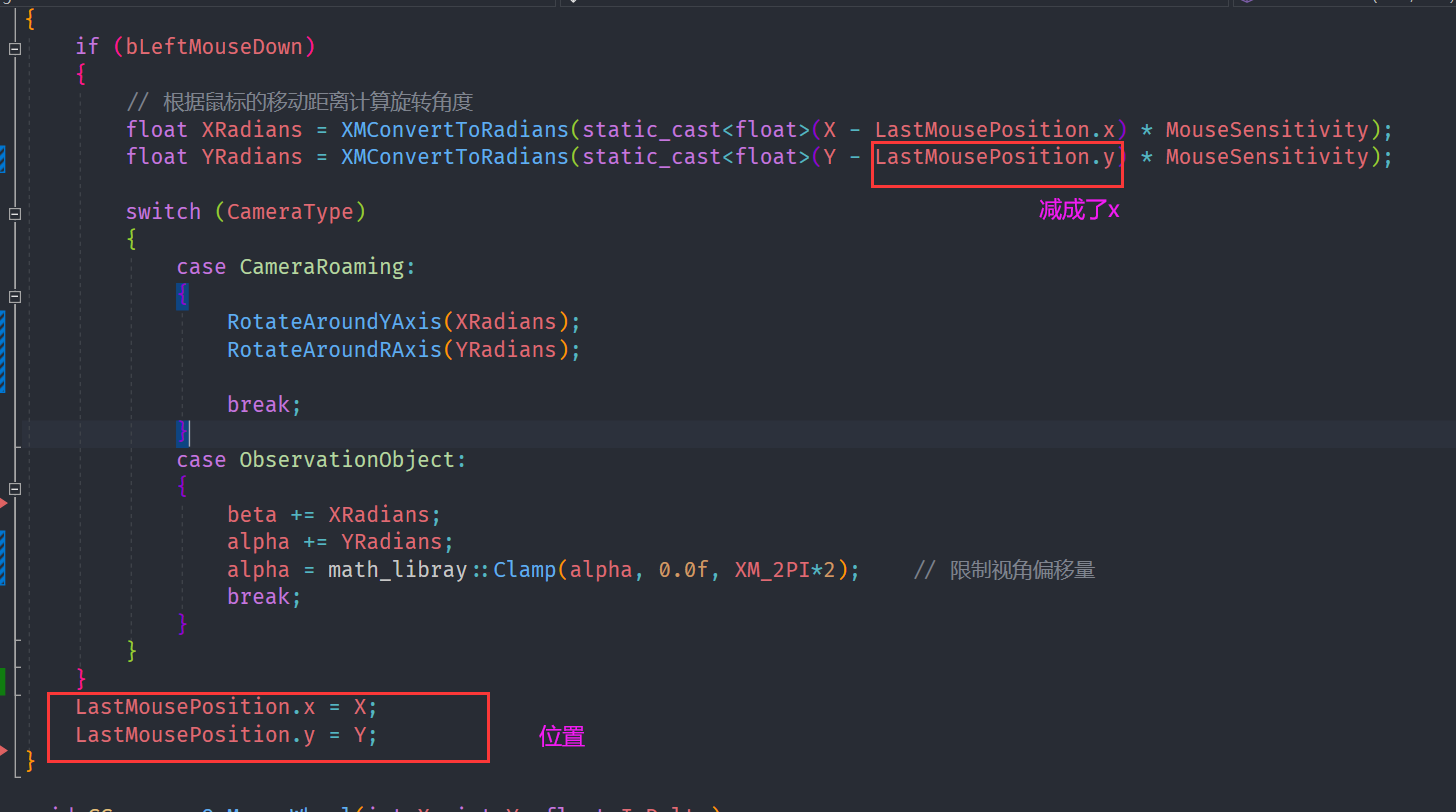 {
if (bLeftMouseDown)
{
// 根据鼠标的移动距离计算旋转角度
float XRadians = XMConvertToRadians(static_cast<float>(X - LastMousePosition.x) * MouseSensitivity);
float YRadians = XMConvertToRadians(static_cast<float>(Y - LastMousePosition.y) * MouseSensitivity);
减成了x
switch (CameraType)
{
case CameraRoaming:
{
RotateAroundYAxis(XRadians);
RotateAroundRAxis(YRadians);
break;
}
case ObservationObject:
{
beta += XRadians;
alpha += YRadians;
alpha = math_libray::Clamp(alpha, 0.0f, XM_2PI*2); // 限制视角偏移量
break;
}
}
}
LastMousePosition.x = X;
LastMousePosition.y = Y; 位置
}